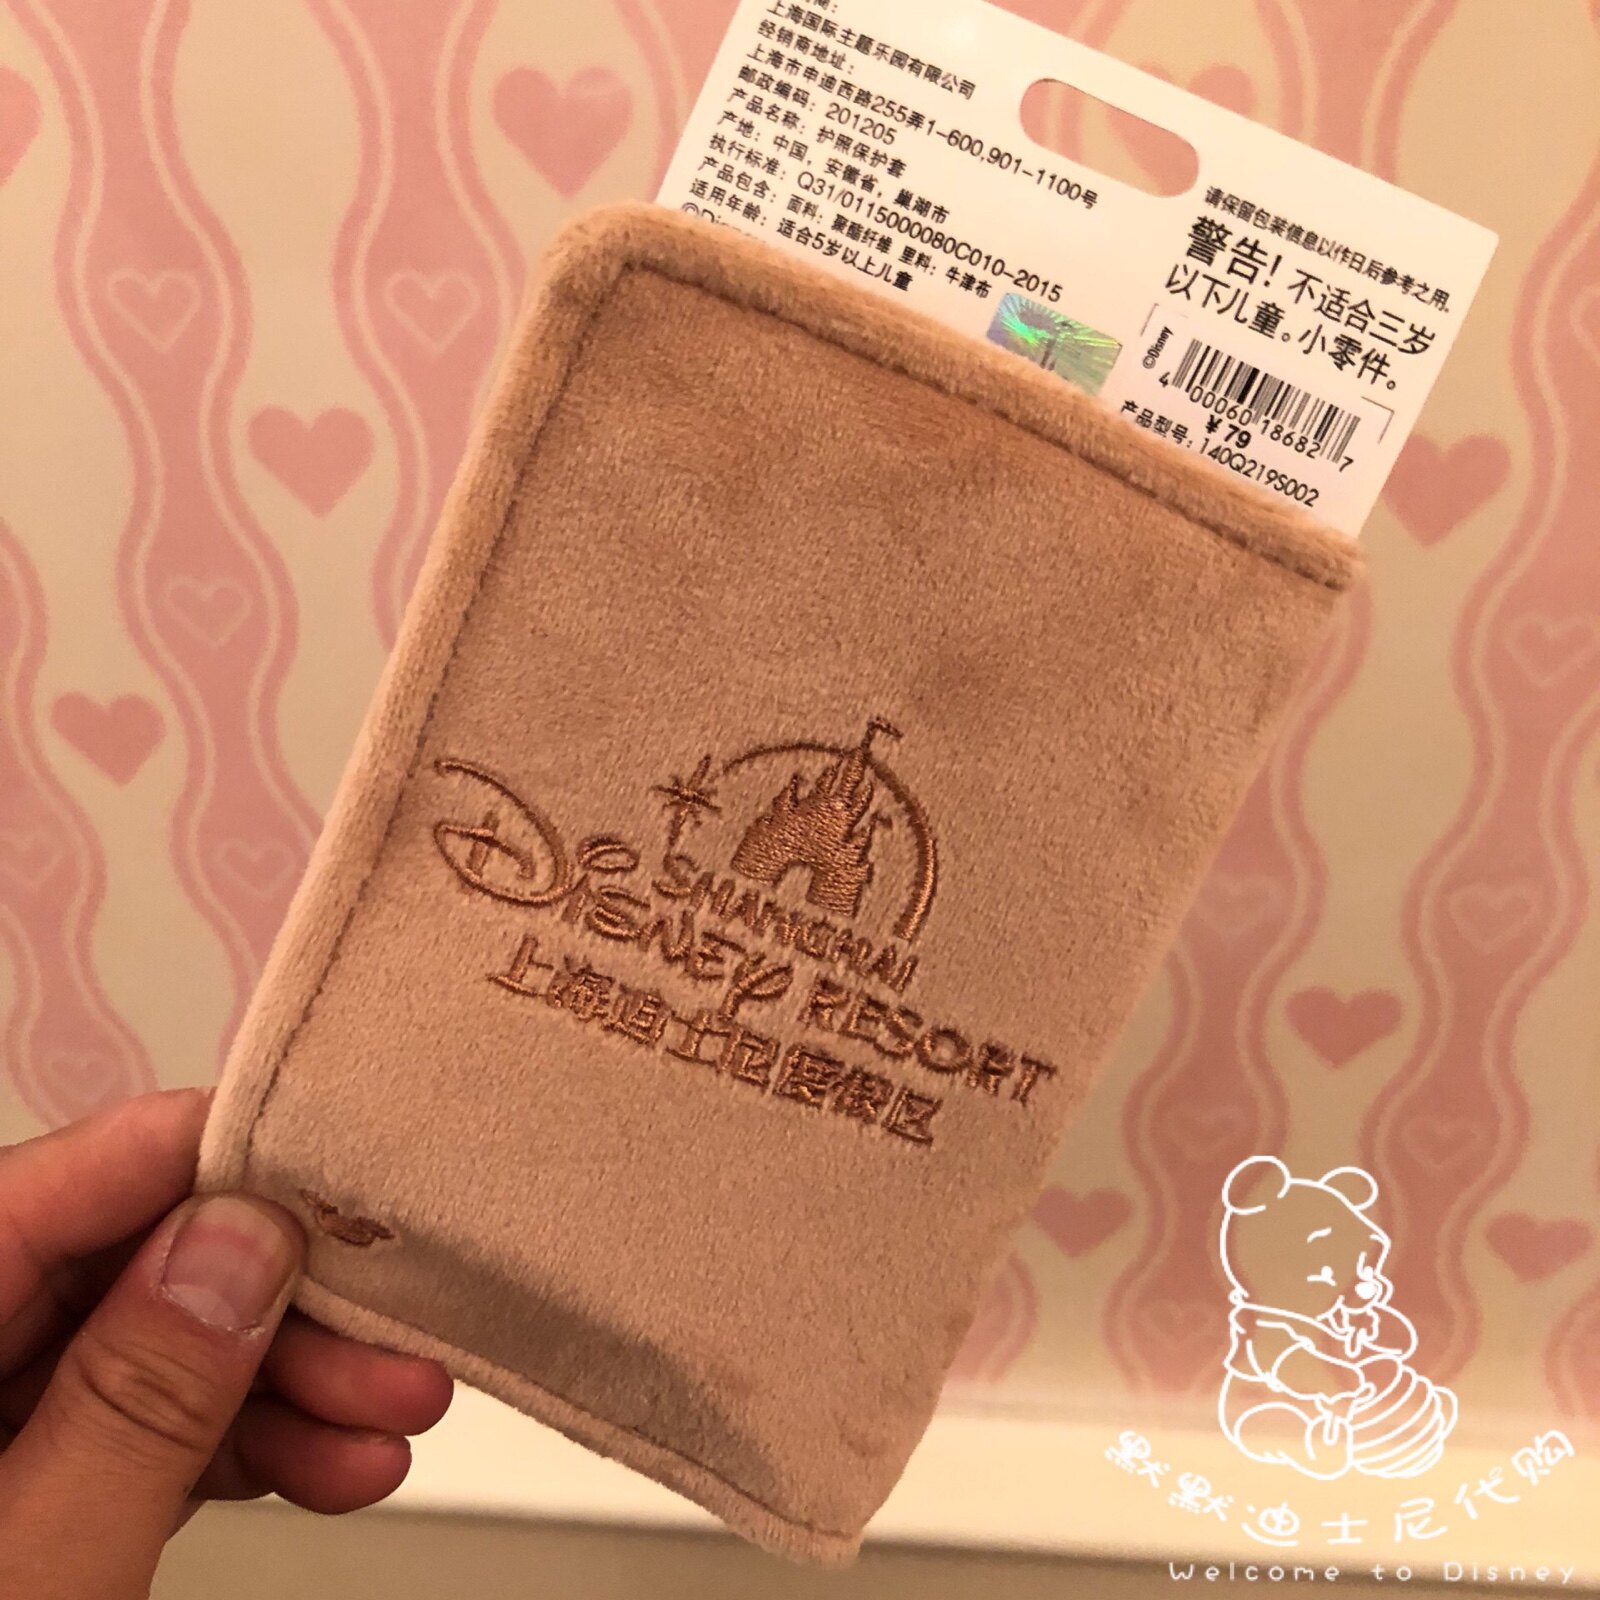 上海国际主题乐园有限公司
经销商地址：
上海市申迪西路255弄1-600,901-1100号
邮政编码：201205
产品名称：护照保护套
产地：中国，安徽省，巢湖市
执行标准：Q31/0115000080C010-2015
产品包含：面料：聚酯纤维 里料：牛津布
适用年龄：适合5岁以上儿童
请保留包装信息以作日后参考之用。
警告！不适合三岁
以下儿童。小零件。
©Disney
4 00060 18682 7
¥ 79
产品型号：140Q219S002
SHANGHAI
DISNEY RESORT
上海迪士尼度假区
默默迪士尼代购
Welcome to Disney